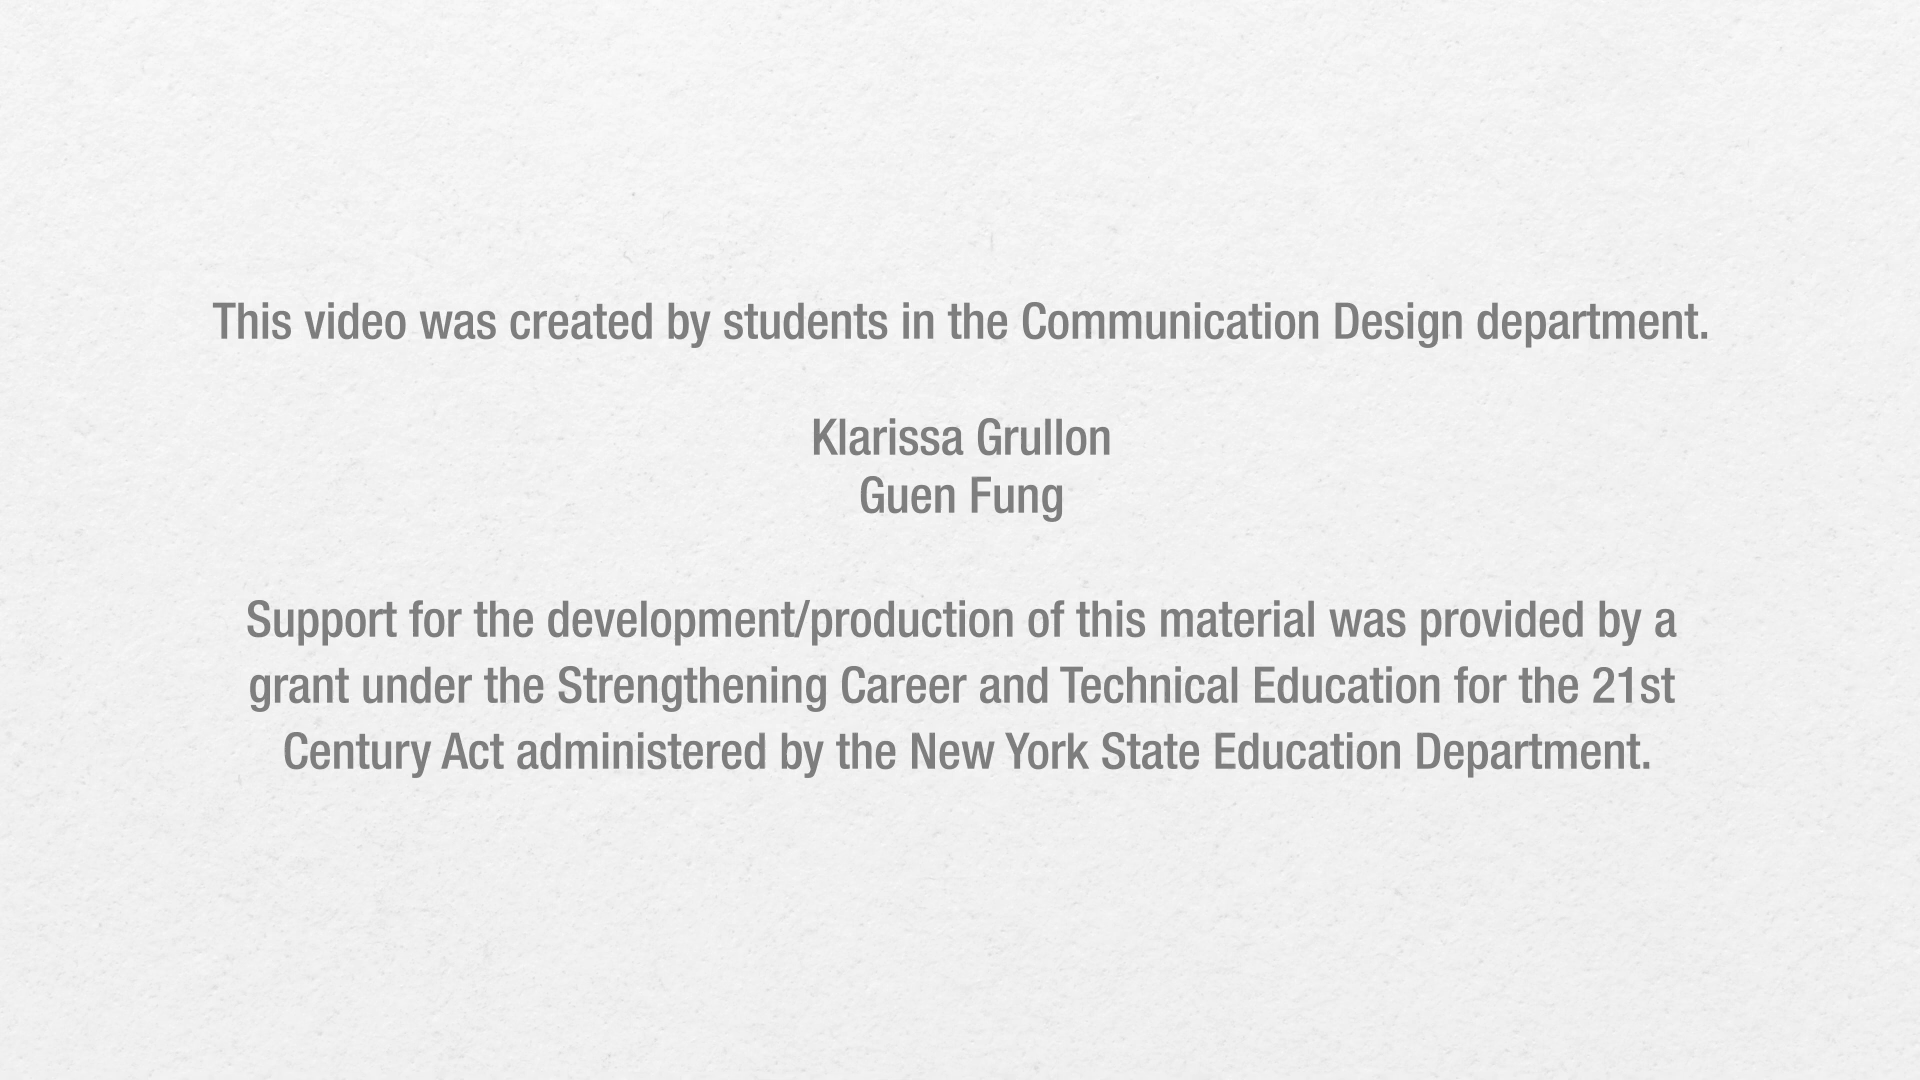 This video was created by students in the Communication Design department.
Klarissa Grullon
Guen Fung
Support for the development/production of this material was provided by a
grant under the Strengthening Career and Technical Education for the 21st
Century Act administered by the New York State Education Department.